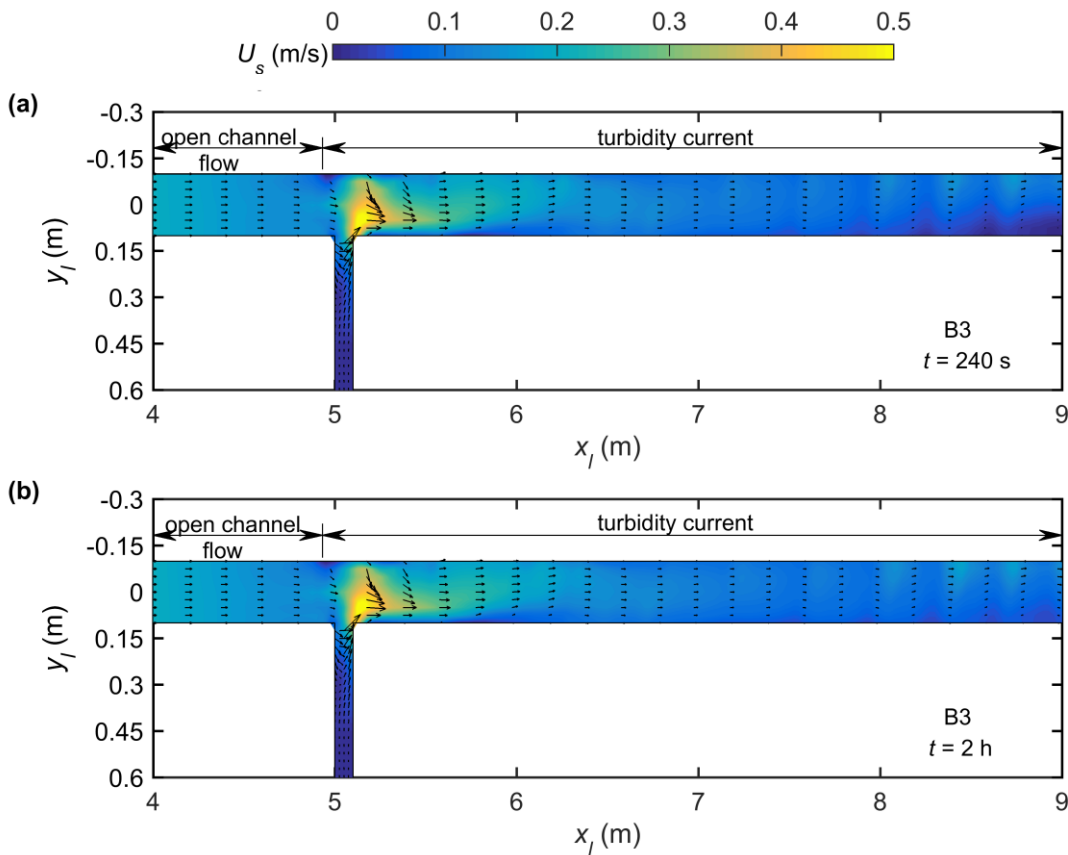 0 0.1 0.2 0.3 0.4 0.5
U_s (m/s)
(a)
-0.3
-0.15
0
0.15
0.3
0.45
0.6
y_l (m)
open channel
flow
turbidity current
B3
t = 240 s
4 5 6 7 8 9
x_l (m)
(b)
-0.3
-0.15
0
0.15
0.3
0.45
0.6
y_l (m)
open channel
flow
turbidity current
B3
t = 2 h
4 5 6 7 8 9
x_l (m)